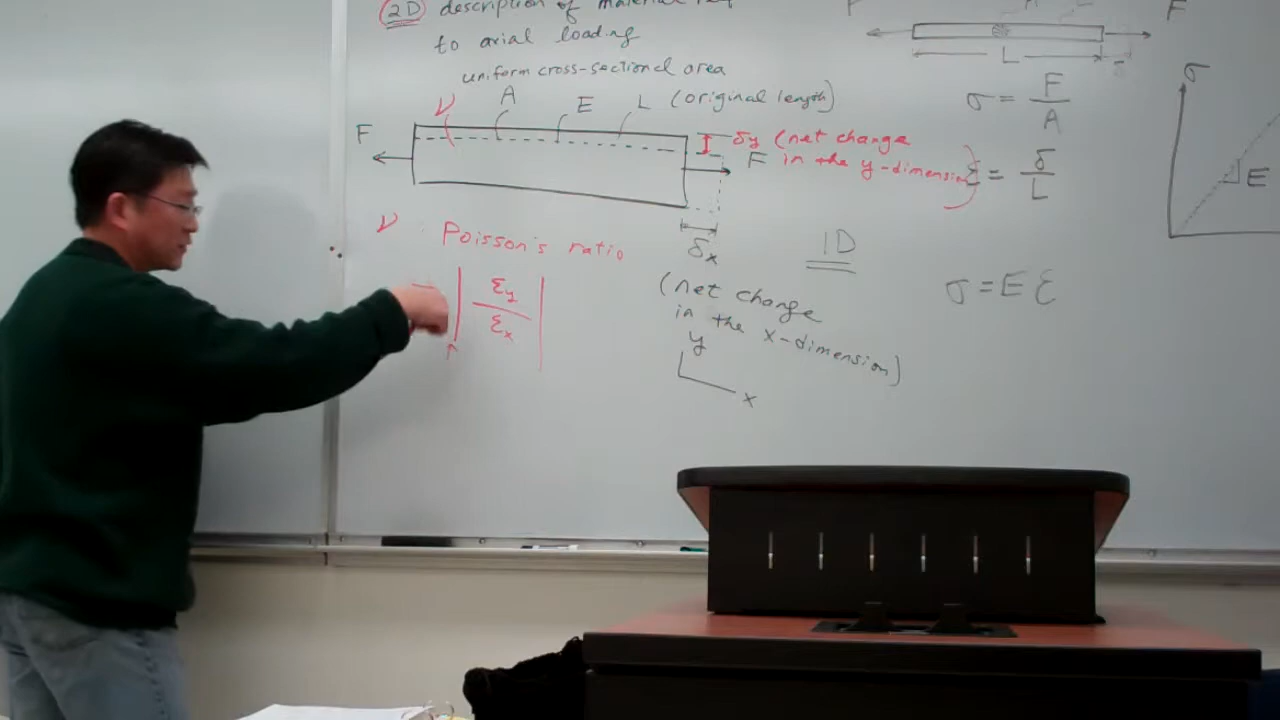 2D description of material
to axial loading
uniform cross-sectional area
ν A E L (original length)
F
δy (net change
F in the y-dimension)
δx
(net change
in the x-dimension)
y
x
ν : Poisson's ratio
| εy / εx |
F
L
δ
σ = F / A
ε = δ / L
1D
σ = E ε
σ
E